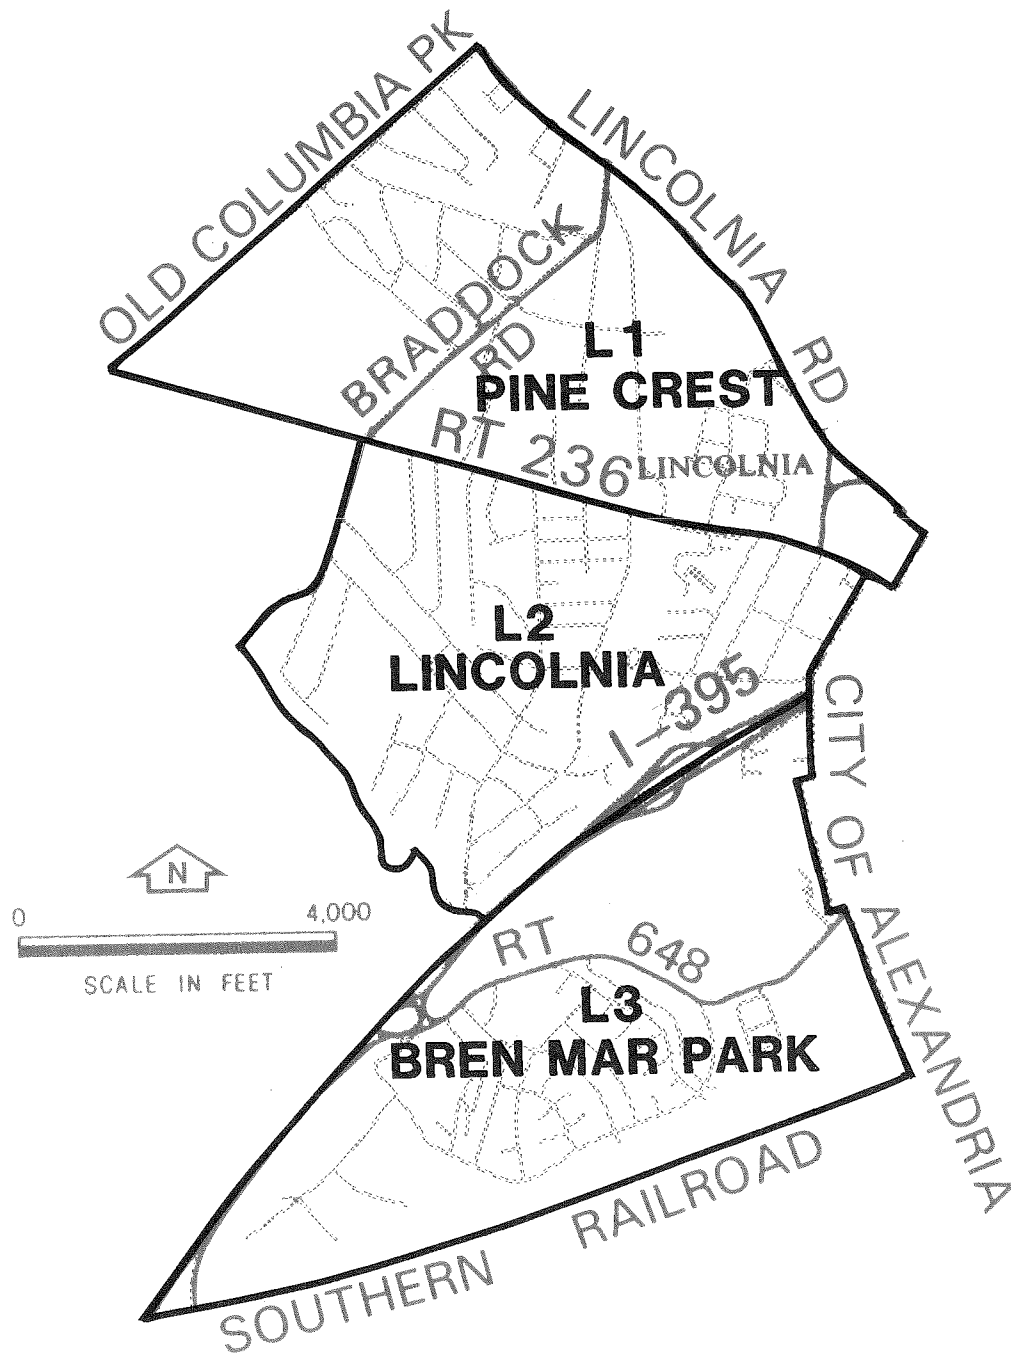 OLD COLUMBIA PK
LINCOLNIA RD
BRADDOCK RD
L1
PINE CREST
RT 236
LINCOLNIA
L2
LINCOLNIA
I-395
CITY OF ALEXANDRIA
N
0 4,000
SCALE IN FEET
RT 648
L3
BREN MAR PARK
SOUTHERN RAILROAD